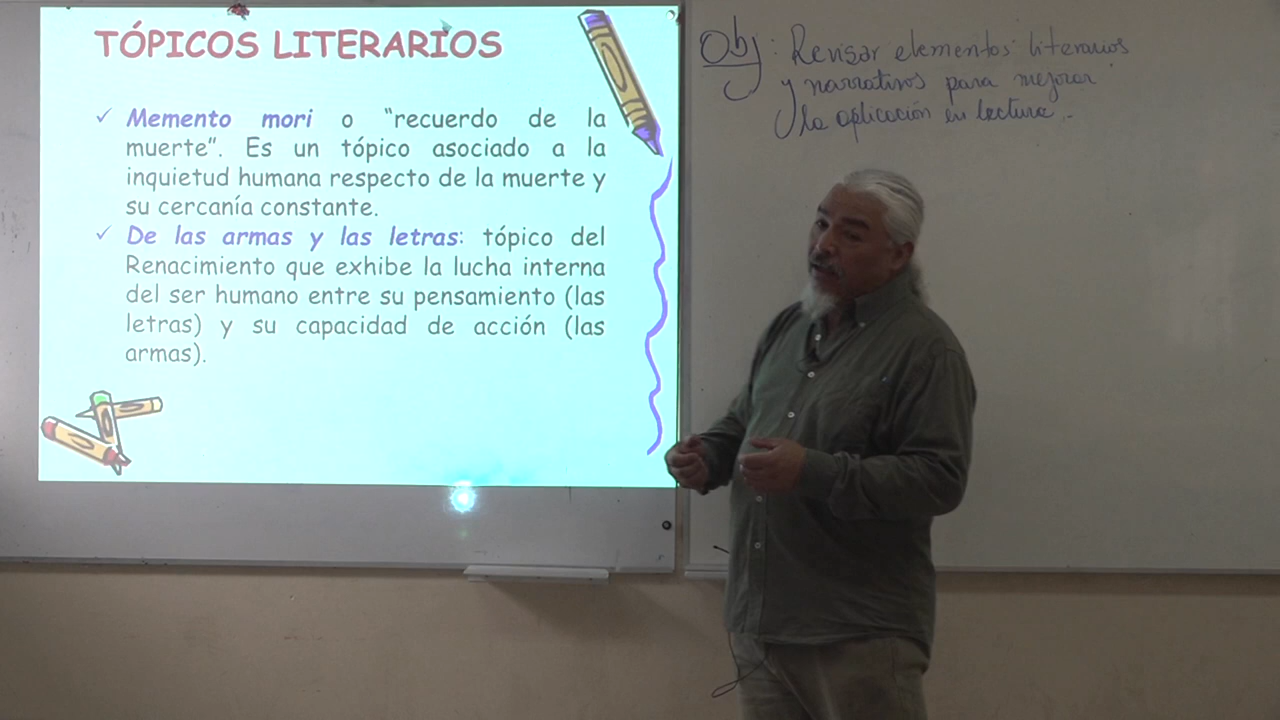 TÓPICOS LITERARIOS
✓ Memento mori o “recuerdo de la
muerte”. Es un tópico asociado a la
inquietud humana respecto de la muerte y
su cercanía constante.
✓ De las armas y las letras: tópico del
Renacimiento que exhibe la lucha interna
del ser humano entre su pensamiento (las
letras) y su capacidad de acción (las
armas).
Obj: Revisar elementos literarios
y narrativos para mejorar
la aplicación en lectura.-